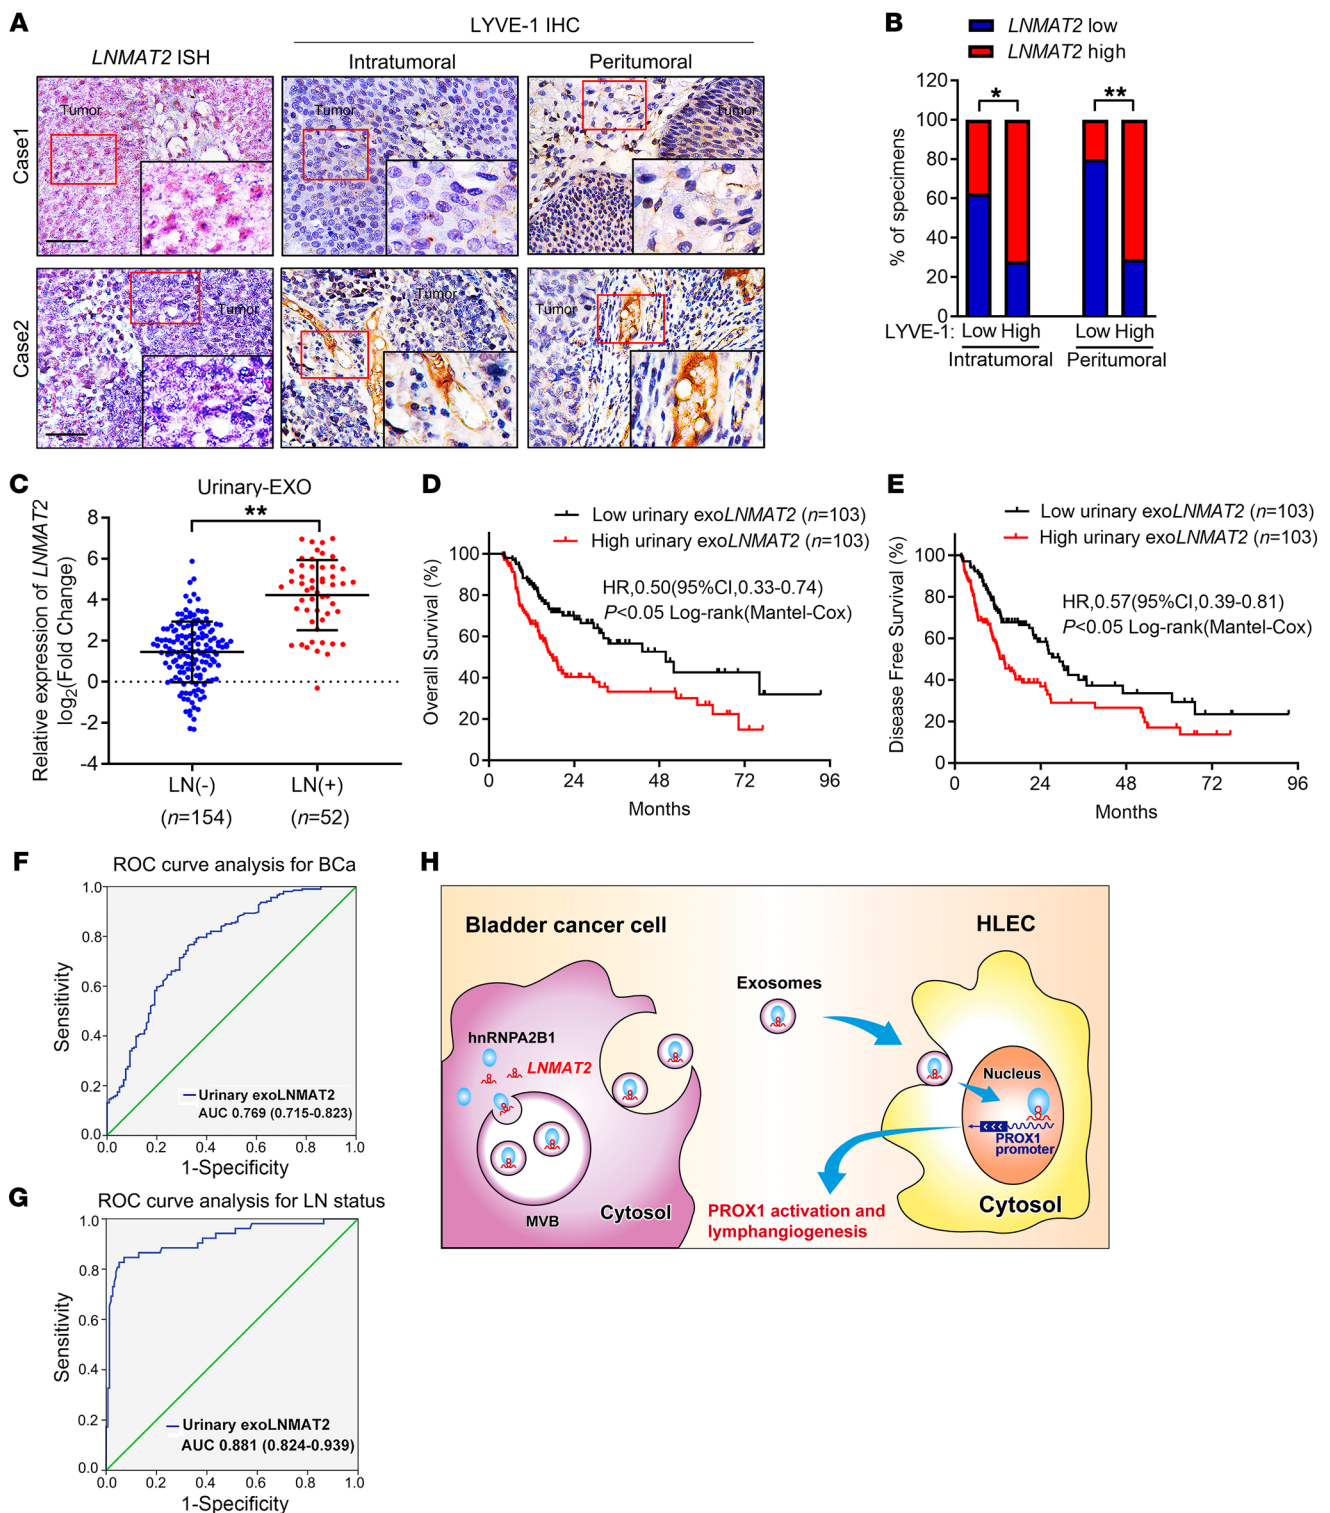 A
LYVE-1 IHC
LNMAT2 ISH
Intratumoral
Peritumoral
Case1
Tumor
Tumor
Tumor
Case2
Tumor
Tumor
Tumor
B
LNMAT2 low
LNMAT2 high
% of specimens
120
100
80
60
40
20
0
*
**
LYVE-1: Low High Low High
Intratumoral Peritumoral
C
Urinary-EXO
Relative expression of LNMAT2
log2(Fold Change)
8
6
4
2
0
-2
-4
**
LN(-) LN(+)
(n=154) (n=52)
D
Low urinary exoLNMAT2 (n=103)
High urinary exoLNMAT2 (n=103)
HR,0.50(95%CI,0.33-0.74)
P<0.05 Log-rank(Mantel-Cox)
Overall Survival (%)
100
80
60
40
20
0
0 24 48 72 96
Months
E
Low urinary exoLNMAT2 (n=103)
High urinary exoLNMAT2 (n=103)
HR,0.57(95%CI,0.39-0.81)
P<0.05 Log-rank(Mantel-Cox)
Disease Free Survival (%)
100
80
60
40
20
0
0 24 48 72 96
Months
F
ROC curve analysis for BCa
Sensitivity
1.0
0.8
0.6
0.4
0.2
0.0
Urinary exoLNMAT2
AUC 0.769 (0.715-0.823)
0.0 0.2 0.4 0.6 0.8 1.0
1-Specificity
G
ROC curve analysis for LN status
Sensitivity
1.0
0.8
0.6
0.4
0.2
0.0
Urinary exoLNMAT2
AUC 0.881 (0.824-0.939)
0.0 0.2 0.4 0.6 0.8 1.0
1-Specificity
H
Bladder cancer cell
HLEC
Exosomes
hnRNPA2B1
LNMAT2
Nucleus
PROX1
promoter
MVB
Cytosol
Cytosol
PROX1 activation and
lymphangiogenesis